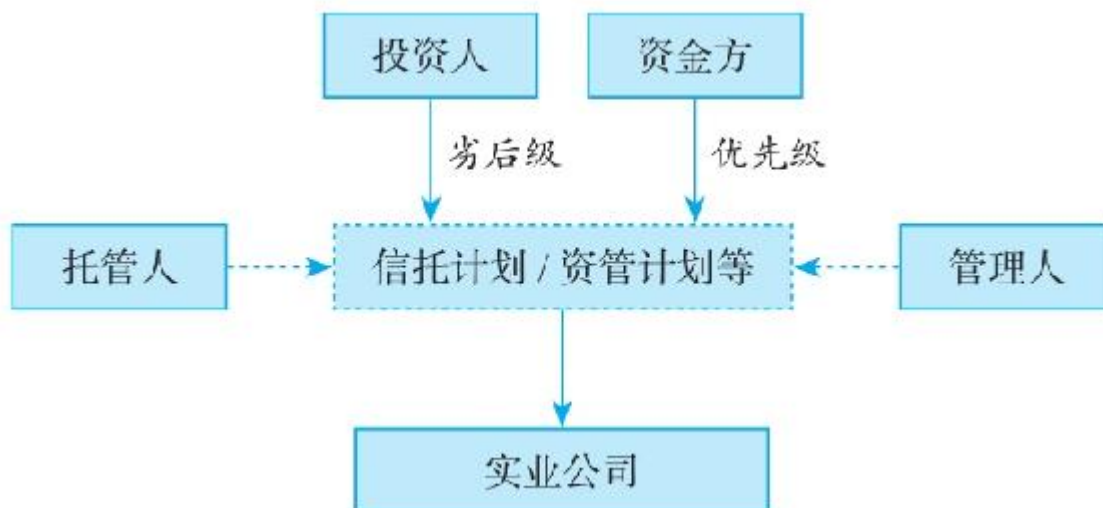 投资人
资金方
劣后级
优先级
托管人
信托计划 / 资管计划等
管理人
实业公司